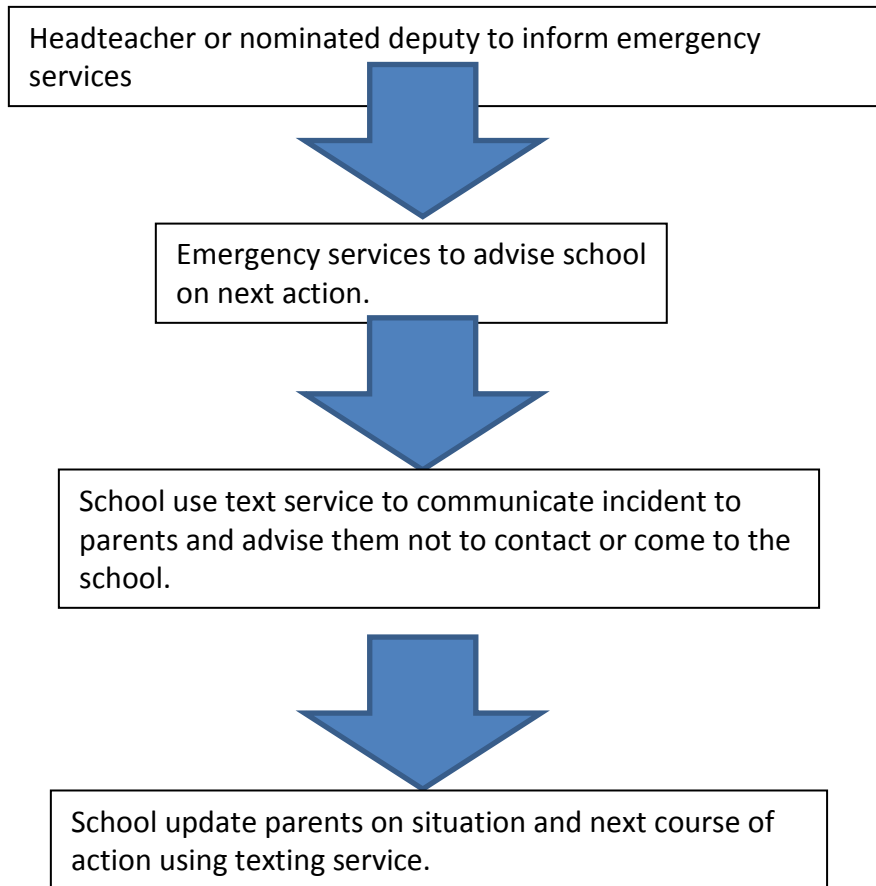 Headteacher or nominated deputy to inform emergency
services
Emergency services to advise school
on next action.
School use text service to communicate incident to
parents and advise them not to contact or come to the
school.
School update parents on situation and next course of
action using texting service.